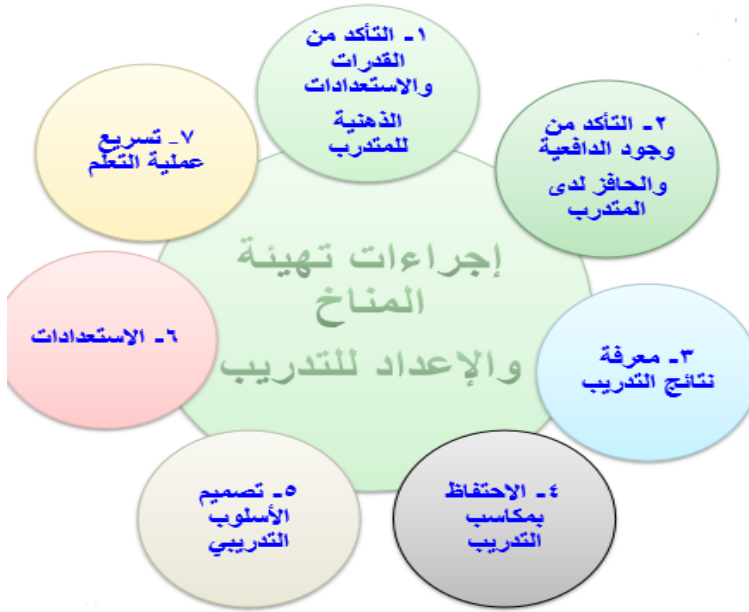 إجراءات تهيئة
المناخ
والإعداد للتدريب
١- التأكد من
القدرات
والاستعدادات
الذهنية
للمتدرب
٢- التأكد من
وجود الدافعية
والحافز لدى
المتدرب
٣- معرفة
نتائج التدريب
٤- الاحتفاظ
بمكاسب
التدريب
٥- تصميم
الأسلوب
التدريبي
٦- الاستعدادات
٧- تسريع
عملية التعلم